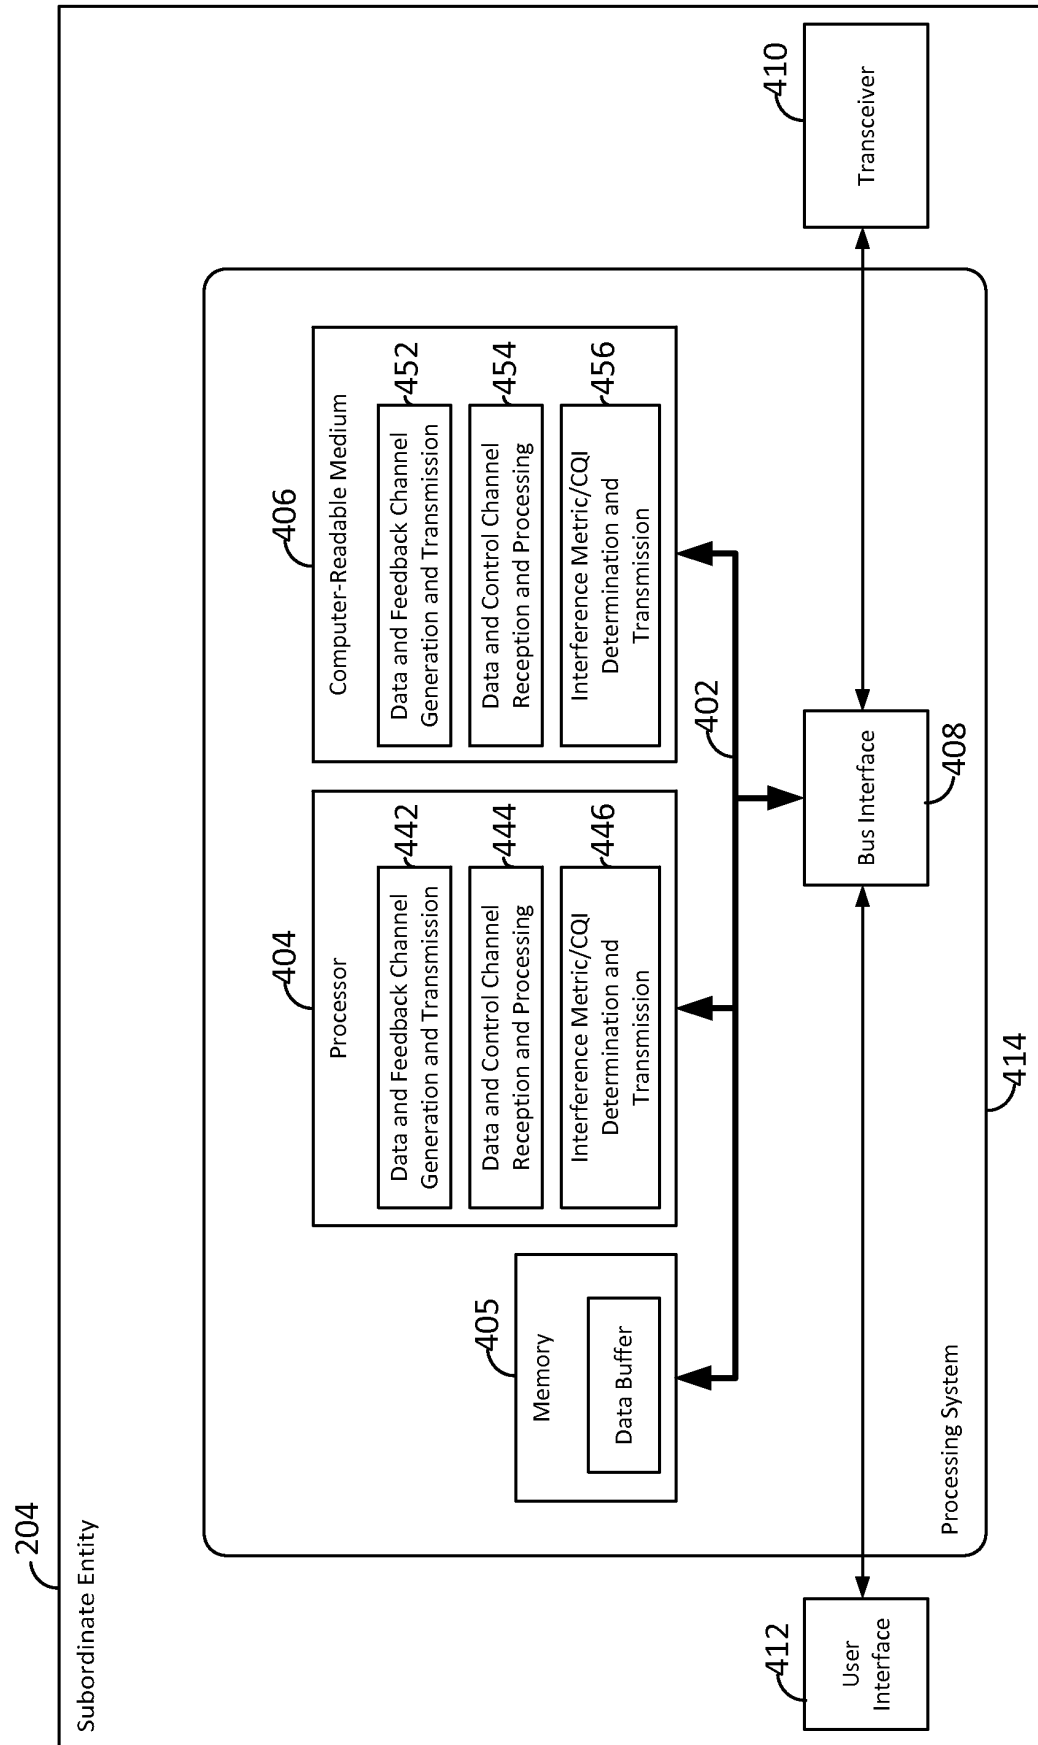 204
Subordinate Entity
Processing System
414
Memory
405
Data Buffer
Processor
404
Data and Feedback Channel
Generation and Transmission
442
Data and Control Channel
Reception and Processing
444
Interference Metric/CQI
Determination and
Transmission
446
Computer-Readable Medium
406
Data and Feedback Channel
Generation and Transmission
452
Data and Control Channel
Reception and Processing
454
Interference Metric/CQI
Determination and
Transmission
456
402
User
Interface
412
Bus Interface
408
Transceiver
410